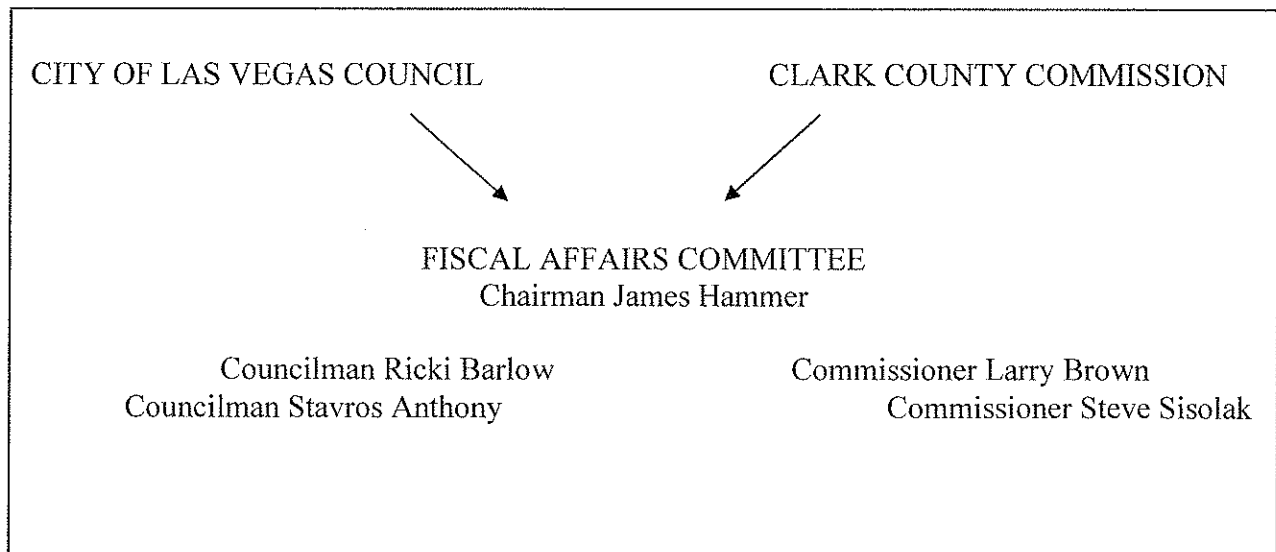 CITY OF LAS VEGAS COUNCIL CLARK COUNTY COMMISSION
FISCAL AFFAIRS COMMITTEE
Chairman James Hammer
Councilman Ricki Barlow Commissioner Larry Brown
Councilman Stavros Anthony Commissioner Steve Sisolak